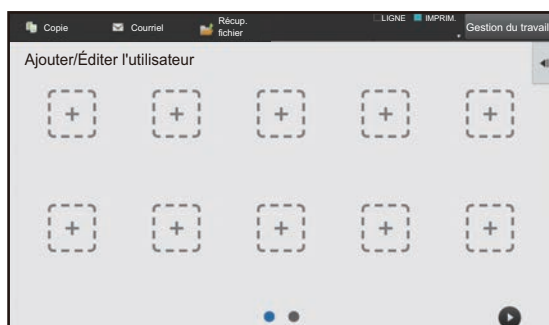 Copie
Courriel
Récup.
fichier
LIGNE
IMPRIM.
Gestion du travail
Ajouter/Éditer l'utilisateur